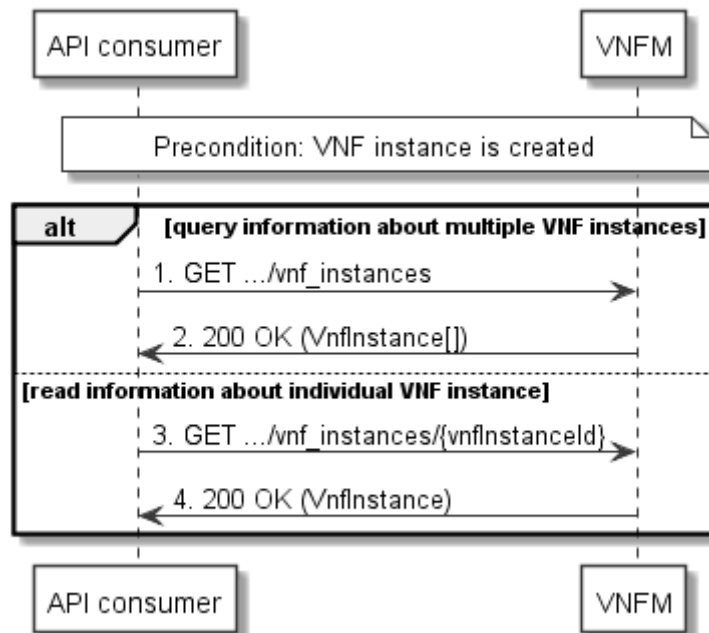 API consumer
VNFM
Precondition: VNF instance is created
alt
[query information about multiple VNF instances]
1. GET .../vnf_instances
2. 200 OK (VnfInstance[])
[read information about individual VNF instance]
3. GET .../vnf_instances/{vnfInstanceId}
4. 200 OK (VnfInstance)
API consumer
VNFM